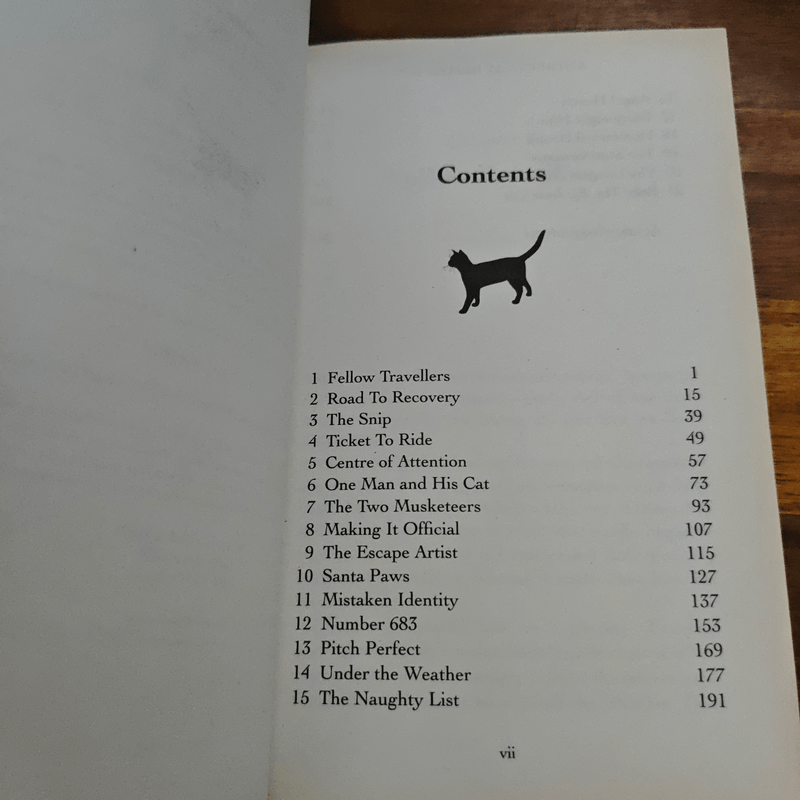 Contents
1 Fellow Travellers 1
2 Road To Recovery 15
3 The Snip 39
4 Ticket To Ride 49
5 Centre of Attention 57
6 One Man and His Cat 73
7 The Two Musketeers 93
8 Making It Official 107
9 The Escape Artist 115
10 Santa Paws 127
11 Mistaken Identity 137
12 Number 683 153
13 Pitch Perfect 169
14 Under the Weather 177
15 The Naughty List 191
vii